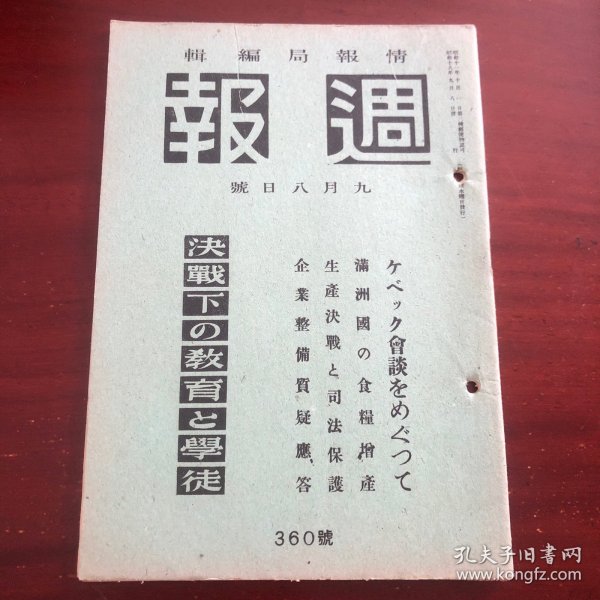 情報局編輯
週報
九月八日號
ケベック會談をめぐつて
滿洲國の食糧增產
生產決戰と司法保護
企業整備質疑應答
決戰下の教育と學徒
360號
孔夫子旧书网
www.kongfz.com